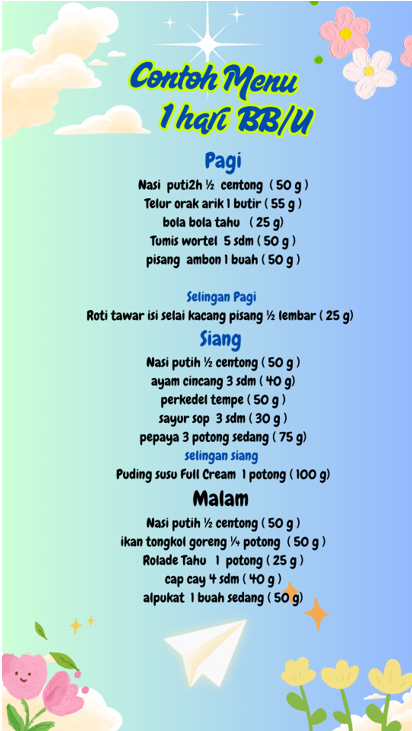 Contoh Menu
1 hari BB/U
Pagi
Nasi puti2h ½ centong ( 50 g )
Telur orak arik 1 butir ( 55 g )
bola bola tahu ( 25 g)
Tumis wortel 5 sdm ( 50 g )
pisang ambon 1 buah ( 50 g )
Selingan Pagi
Roti tawar isi selai kacang pisang ½ lembar ( 25 g)
Siang
Nasi putih ½ centong ( 50 g )
ayam cincang 3 sdm ( 40 g)
perkedel tempe ( 50 g )
sayur sop 3 sdm ( 30 g )
pepaya 3 potong sedang ( 75 g)
selingan siang
Puding susu Full Cream 1 potong ( 100 g)
Malam
Nasi putih ½ centong ( 50 g )
ikan tongkol goreng ¼ potong ( 50 g )
Rolade Tahu 1 potong ( 25 g )
cap cay 4 sdm ( 40 g )
alpukat 1 buah sedang ( 50 g)